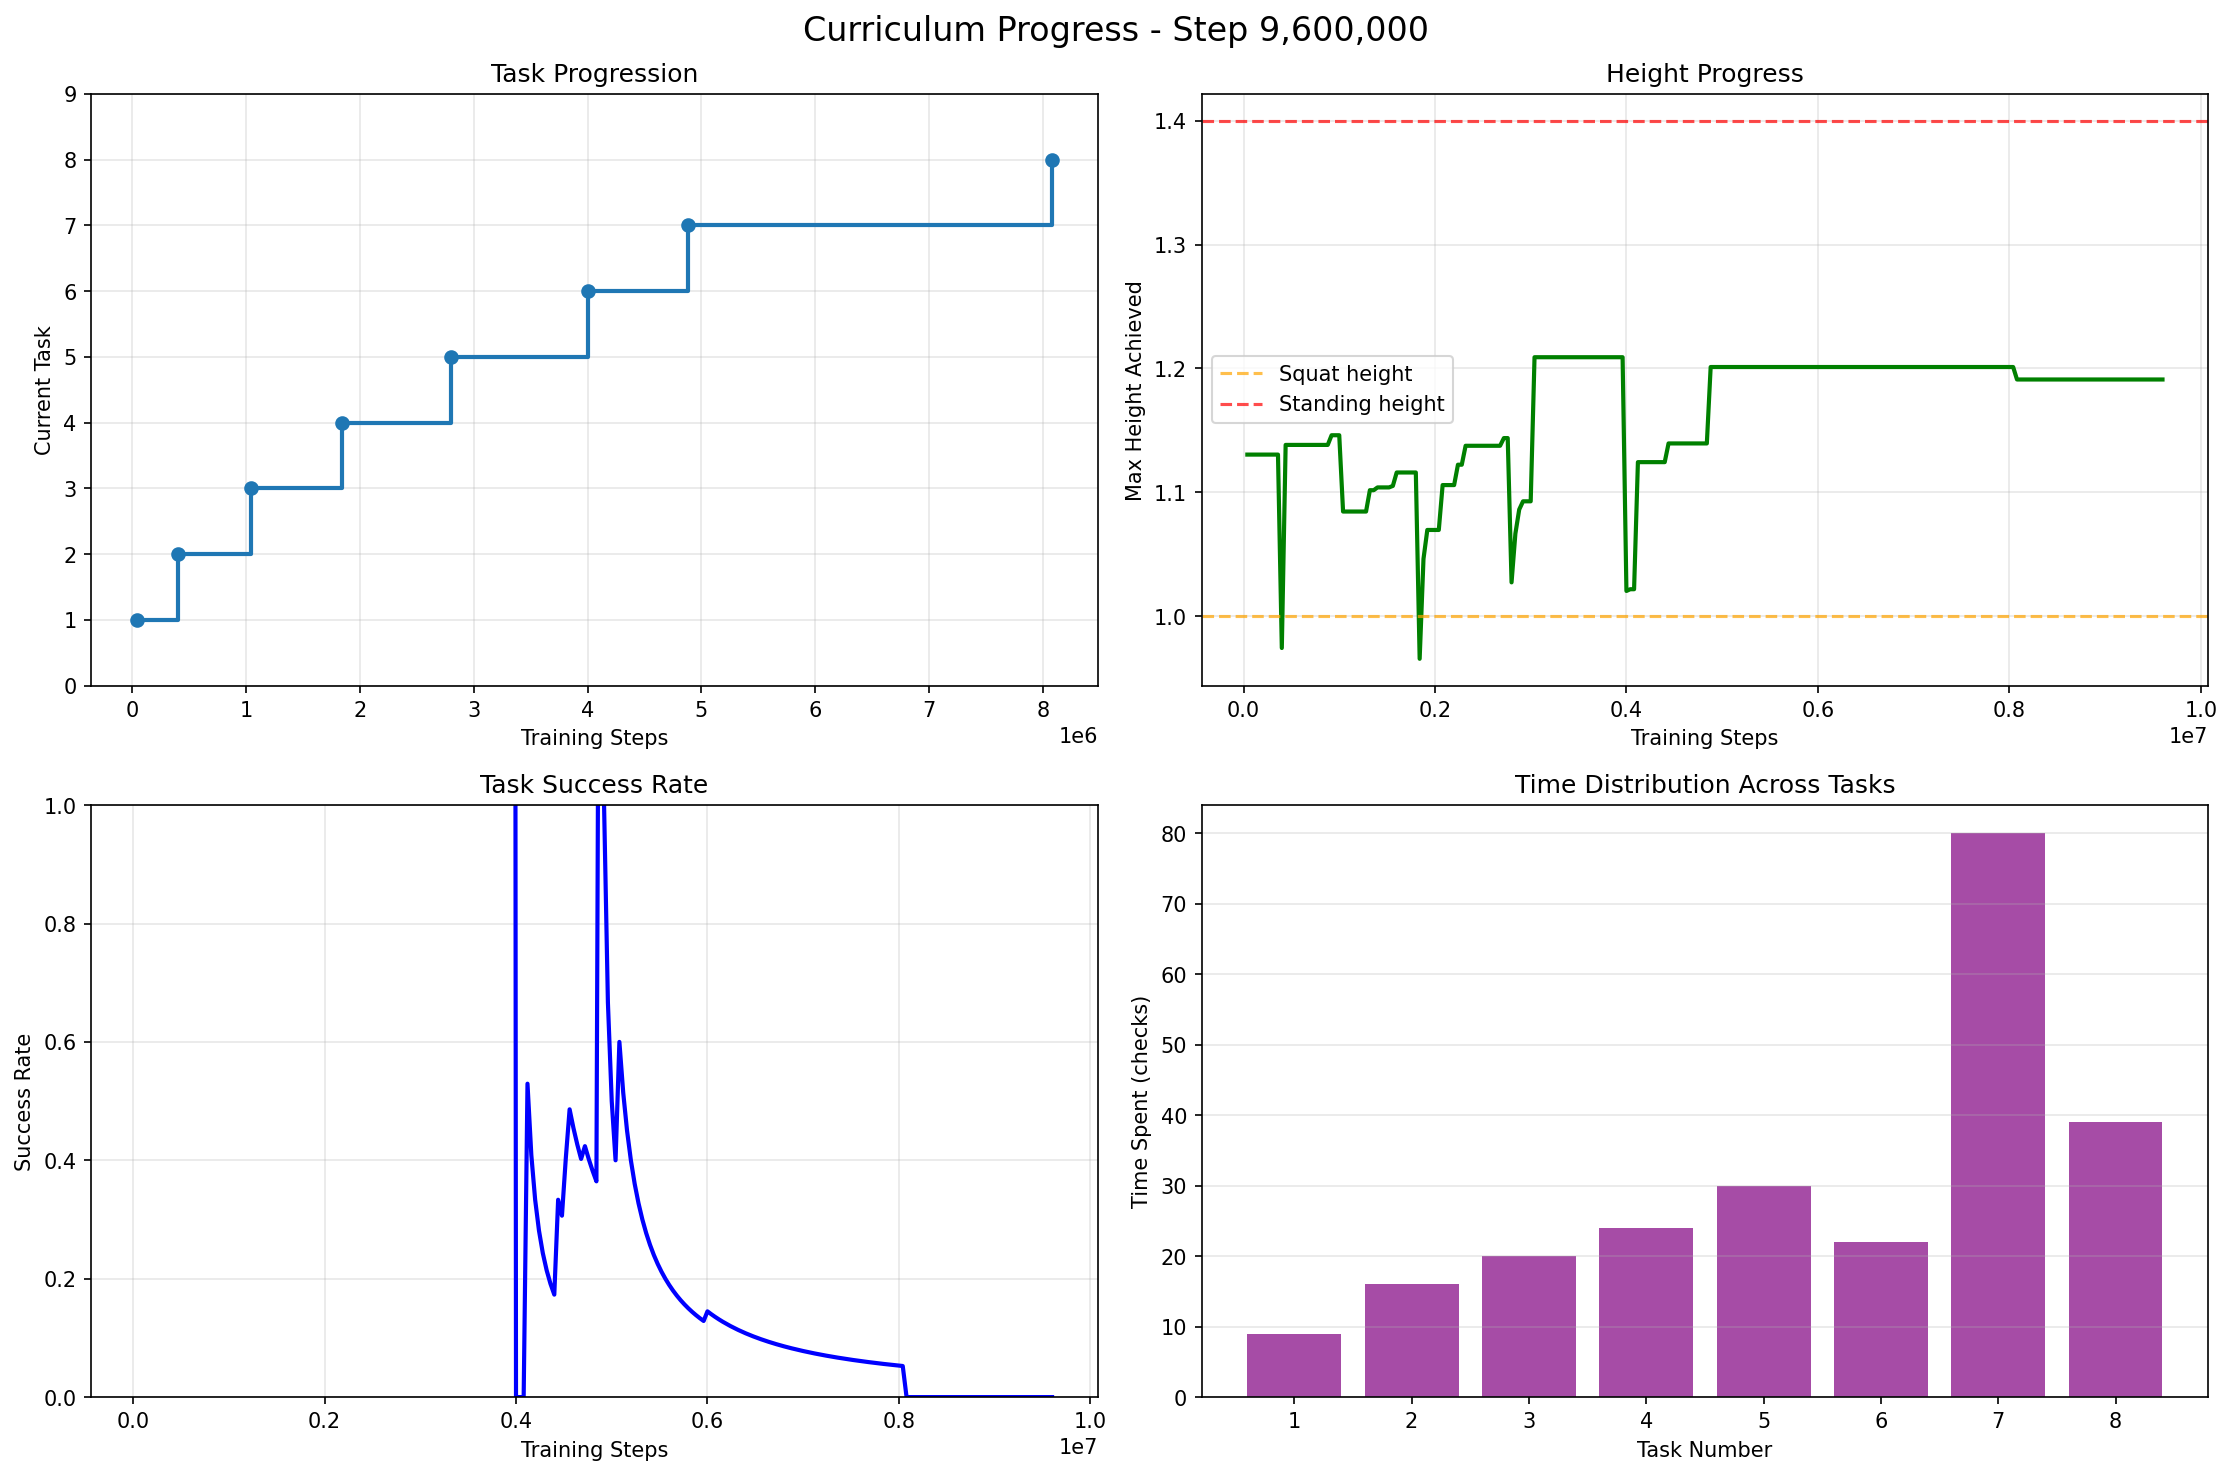 Curriculum Progress - Step 9,600,000
Task Progression
9
8
7
6
5
4
3
2
1
0
Current Task
0 1 2 3 4 5 6 7 8
1e6
Training Steps
Height Progress
1.4
1.3
1.2
1.1
1.0
Max Height Achieved
Squat height
Standing height
0.0 0.2 0.4 0.6 0.8 1.0
1e7
Training Steps
Task Success Rate
1.0
0.8
0.6
0.4
0.2
0.0
Success Rate
0.0 0.2 0.4 0.6 0.8 1.0
1e7
Training Steps
Time Distribution Across Tasks
80
70
60
50
40
30
20
10
0
Time Spent (checks)
1 2 3 4 5 6 7 8
Task Number